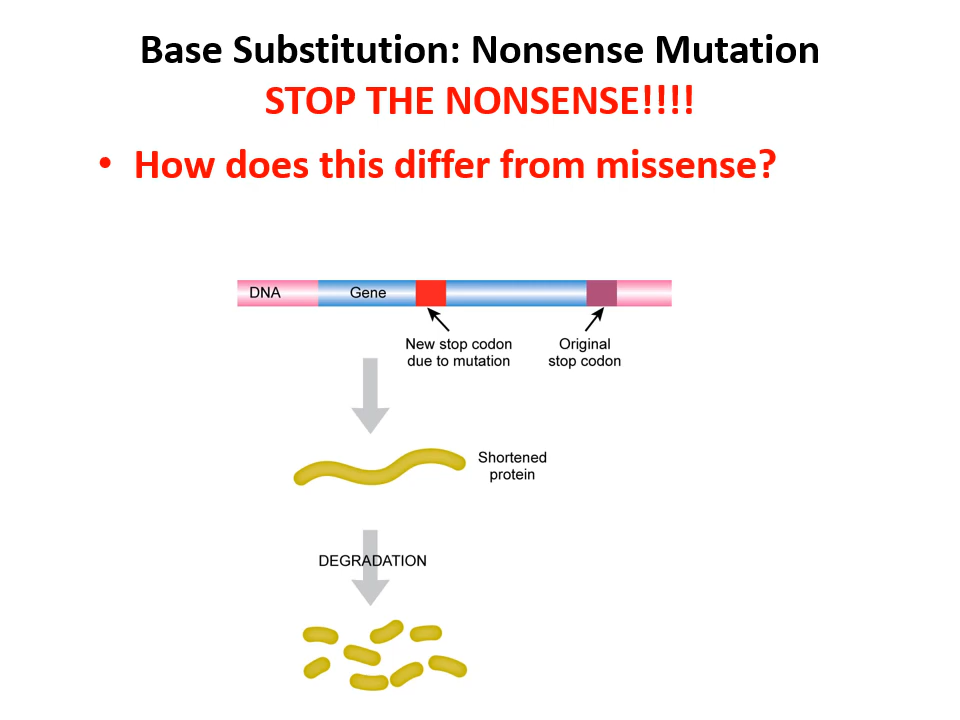 Base Substitution: Nonsense Mutation
STOP THE NONSENSE!!!!
• How does this differ from missense?
DNA
Gene
New stop codon
due to mutation
Original
stop codon
Shortened
protein
DEGRADATION